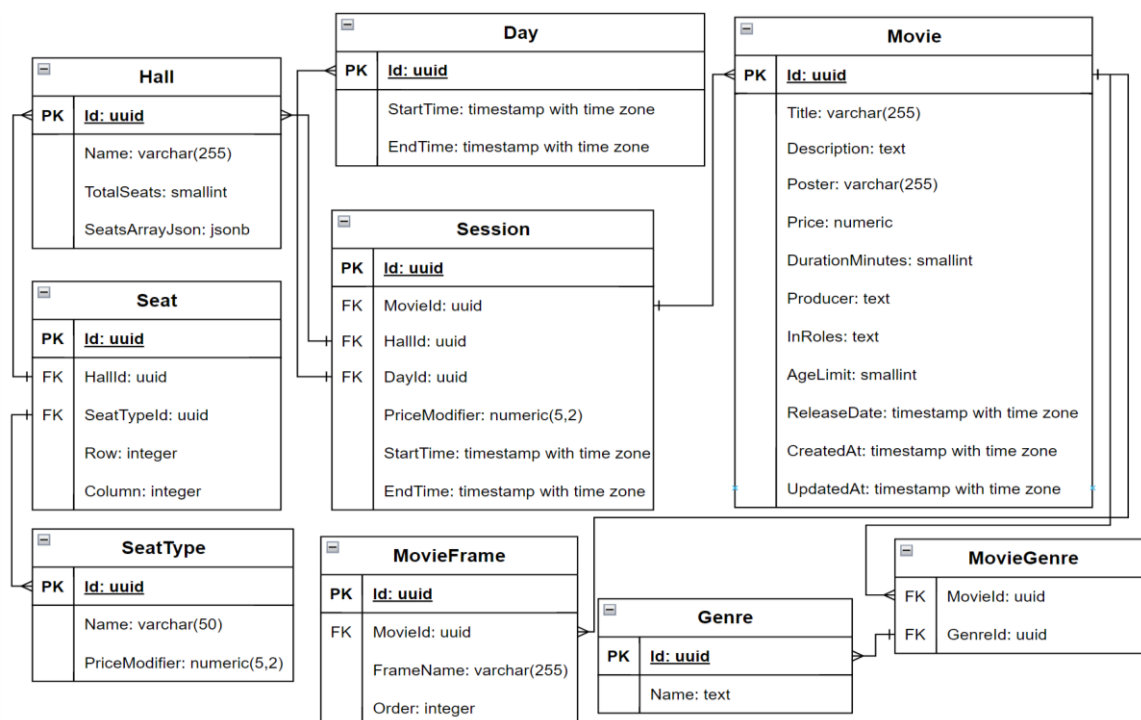 Hall
PK Id: uuid
Name: varchar(255)
TotalSeats: smallint
SeatsArrayJson: jsonb
Seat
PK Id: uuid
FK HallId: uuid
FK SeatTypeId: uuid
Row: integer
Column: integer
SeatType
PK Id: uuid
Name: varchar(50)
PriceModifier: numeric(5,2)
Day
PK Id: uuid
StartTime: timestamp with time zone
EndTime: timestamp with time zone
Session
PK Id: uuid
FK MovieId: uuid
FK HallId: uuid
FK DayId: uuid
PriceModifier: numeric(5,2)
StartTime: timestamp with time zone
EndTime: timestamp with time zone
MovieFrame
PK Id: uuid
FK MovieId: uuid
FrameName: varchar(255)
Order: integer
Movie
PK Id: uuid
Title: varchar(255)
Description: text
Poster: varchar(255)
Price: numeric
DurationMinutes: smallint
Producer: text
InRoles: text
AgeLimit: smallint
ReleaseDate: timestamp with time zone
CreatedAt: timestamp with time zone
UpdatedAt: timestamp with time zone
Genre
PK Id: uuid
Name: text
MovieGenre
FK MovieId: uuid
FK GenreId: uuid